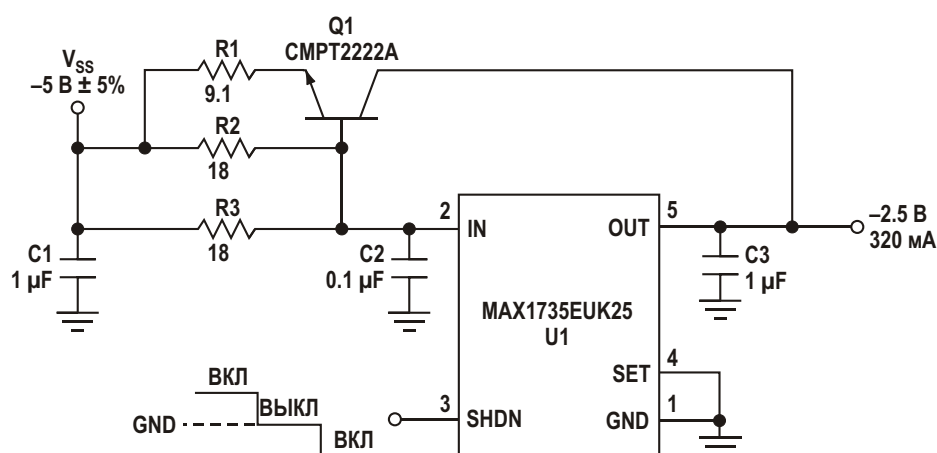 Q1
CMPT2222A
R1
9.1
VSS
–5 В ± 5%
R2
18
R3
18
C1
1 µF
C2
0.1 µF
2
IN
OUT
5
–2.5 В
320 мА
C3
1 µF
MAX1735EUK25
U1
SET
4
GND
1
3
SHDN
ВКЛ
GND
ВЫКЛ
ВКЛ